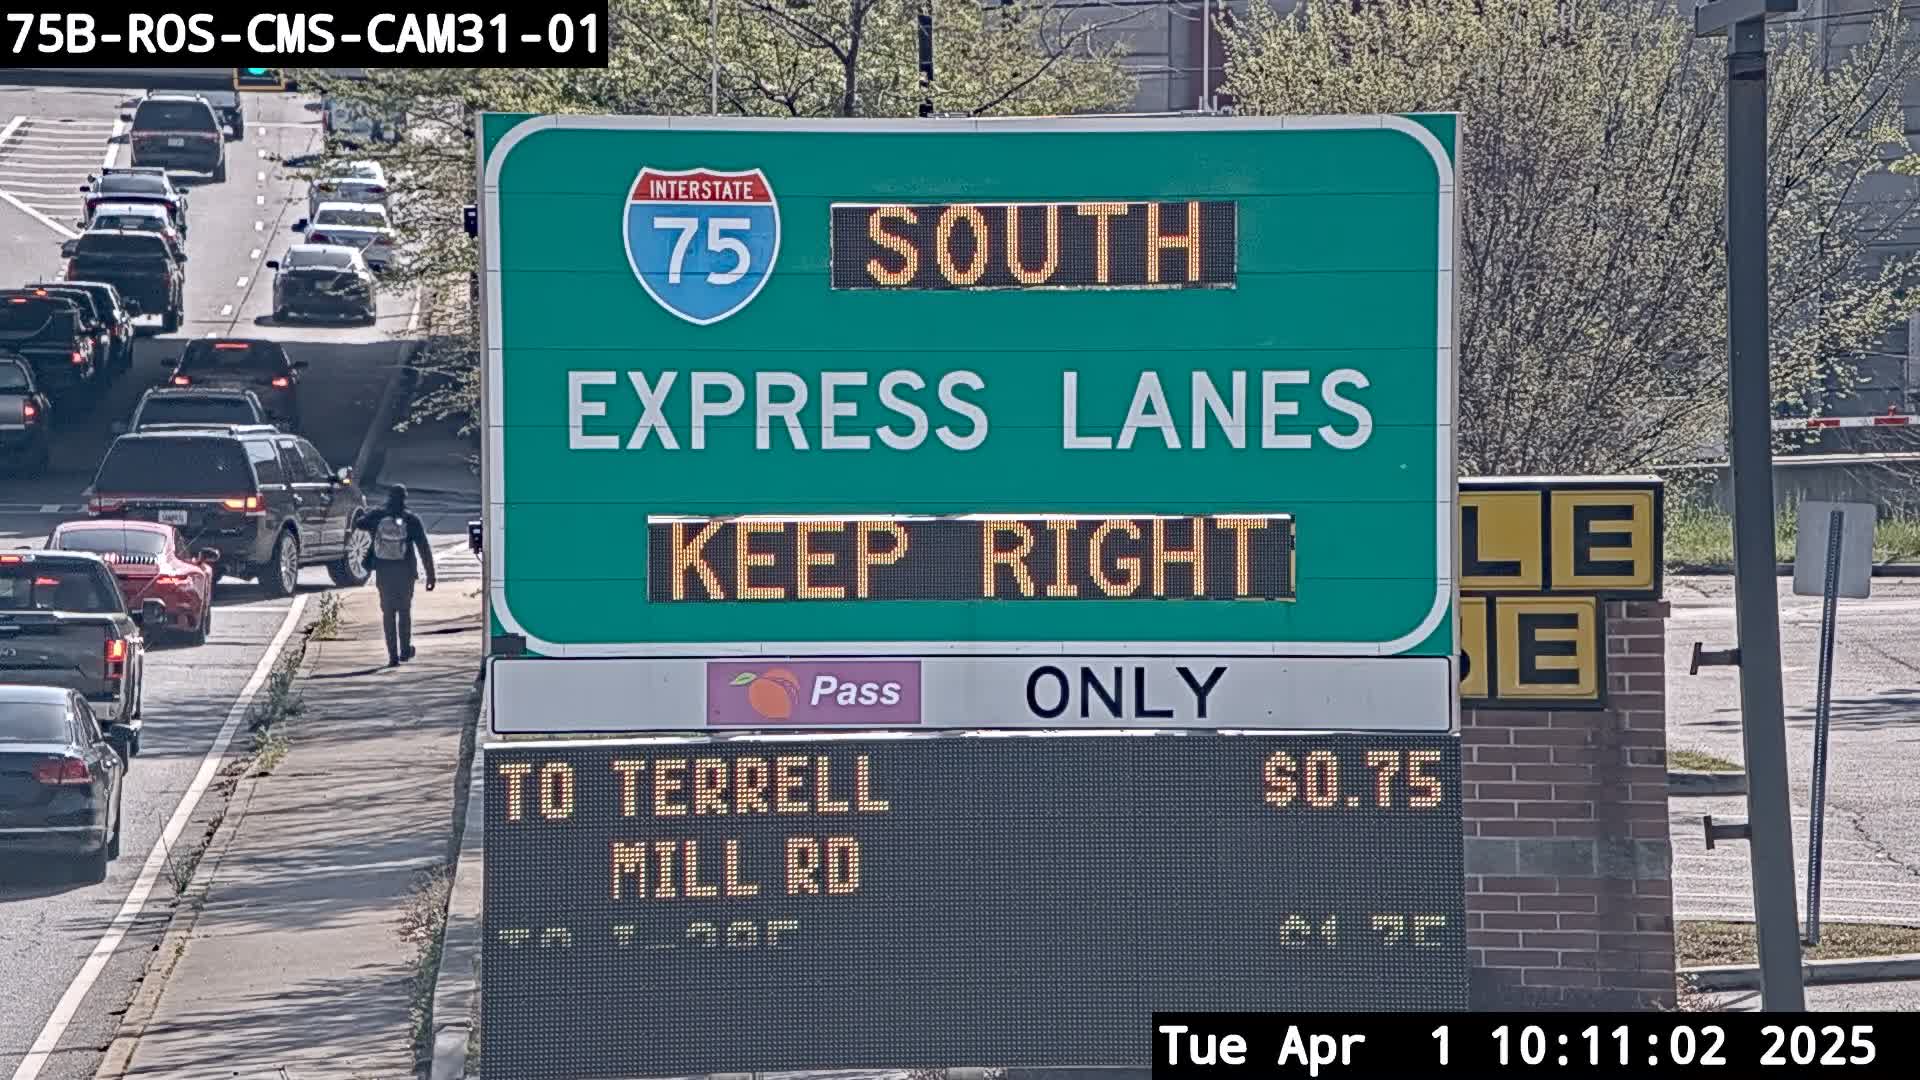 75B-ROS-CMS-CAM31-01
INTERSTATE
75
SOUTH
EXPRESS LANES
KEEP RIGHT
Pass ONLY
TO TERRELL $0.75
MILL RD
LE
E
Tue Apr 1 10:11:02 2025